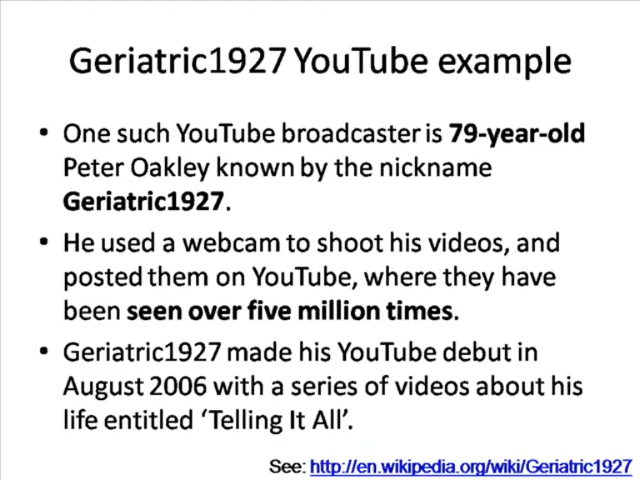 Geriatric1927 YouTube example
• One such YouTube broadcaster is 79-year-old
Peter Oakley known by the nickname
Geriatric1927.
• He used a webcam to shoot his videos, and
posted them on YouTube, where they have
been seen over five million times.
• Geriatric1927 made his YouTube debut in
August 2006 with a series of videos about his
life entitled ‘Telling It All’.
See: http://en.wikipedia.org/wiki/Geriatric1927